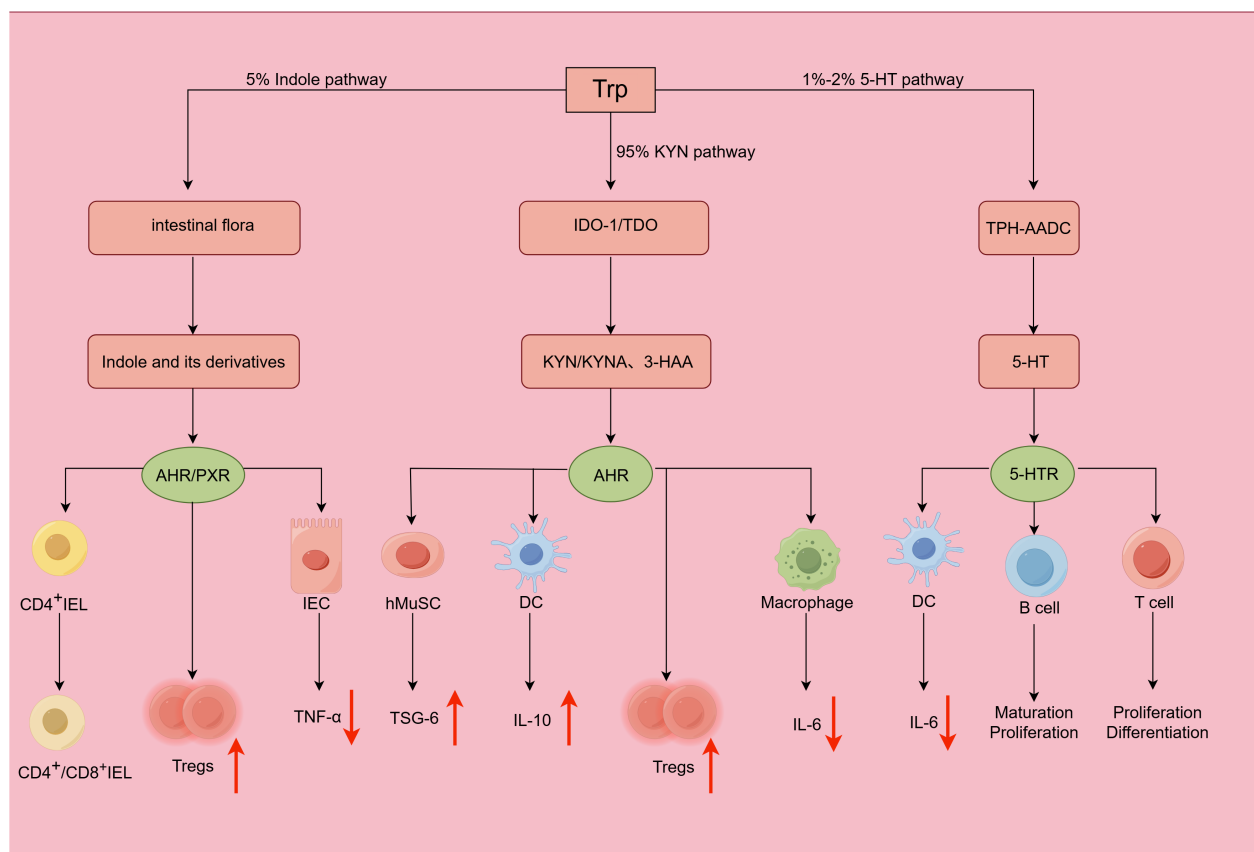 5% Indole pathway
Trp
1%-2% 5-HT pathway
95% KYN pathway
intestinal flora
IDO-1/TDO
TPH-AADC
Indole and its derivatives
KYN/KYNA、3-HAA
5-HT
AHR/PXR
AHR
5-HTR
CD4⁺IEL
IEC
hMuSC
DC
Macrophage
DC
B cell
T cell
TNF-α
TSG-6
IL-10
IL-6
IL-6
Maturation
Proliferation
Proliferation
Differentiation
CD4⁺/CD8⁺IEL
Tregs
Tregs